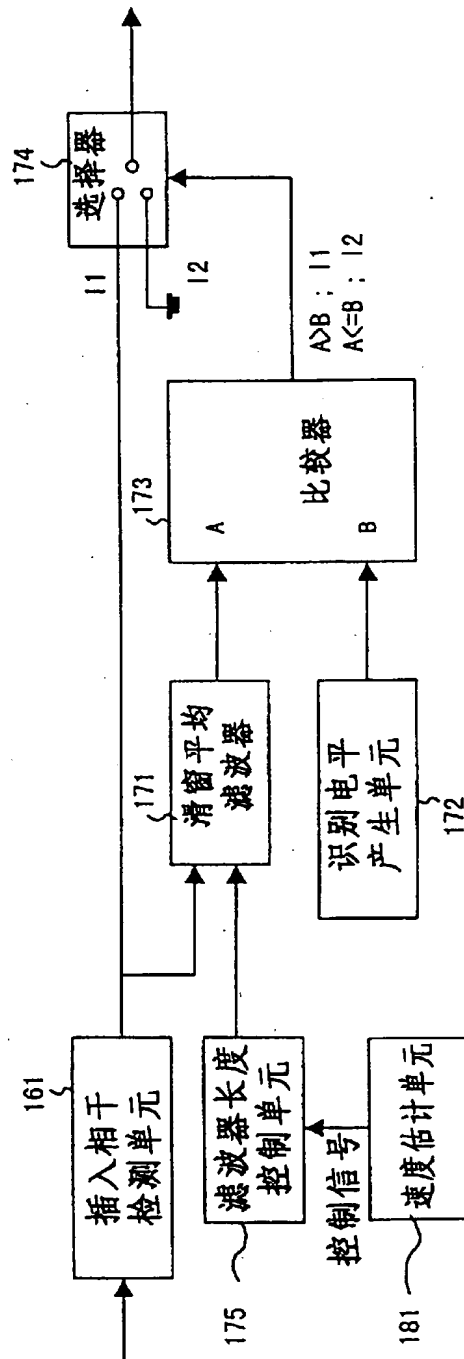 161
插入相干
检测单元
175
滤波器长度
控制单元
控制信号
181
速度估计单元
171
滑窗平均
滤波器
识别电平
产生单元
172
173
A
B
比较器
A>B ; I1
A<=B ; I2
174
选择器
I1
I2